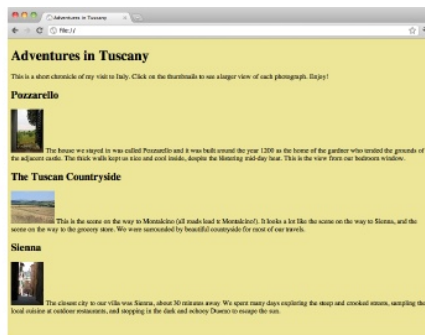 Adventures in Tuscany
file://
Adventures in Tuscany
This is a short chronicle of my visit to Italy. Click on the thumbnails to see a larger view of each photograph. Enjoy!
Pozzarello
The house we stayed in was called Pozzarello and it was built around the year 1200 as the home of the gardner who tended the grounds of
the adjacent castle. The thick walls kept us nice and cool inside, despite the blistering mid-day heat. This is the view from our bedroom window.
The Tuscan Countryside
This is the scene on the way to Montalcino (all roads lead to Montalcino!). It looks a lot like the scene on the way to Sienna, and the
scene on the way to the grocery store. We were surrounded by beautiful countryside for most of our travels.
Sienna
The closest city to our villa was Sienna, about 30 minutes away. We spent many days exploring the steep and crooked streets, sampling the
local cuisine at outdoor restaurants, and stopping in the dark and echoey Duomo to escape the sun.